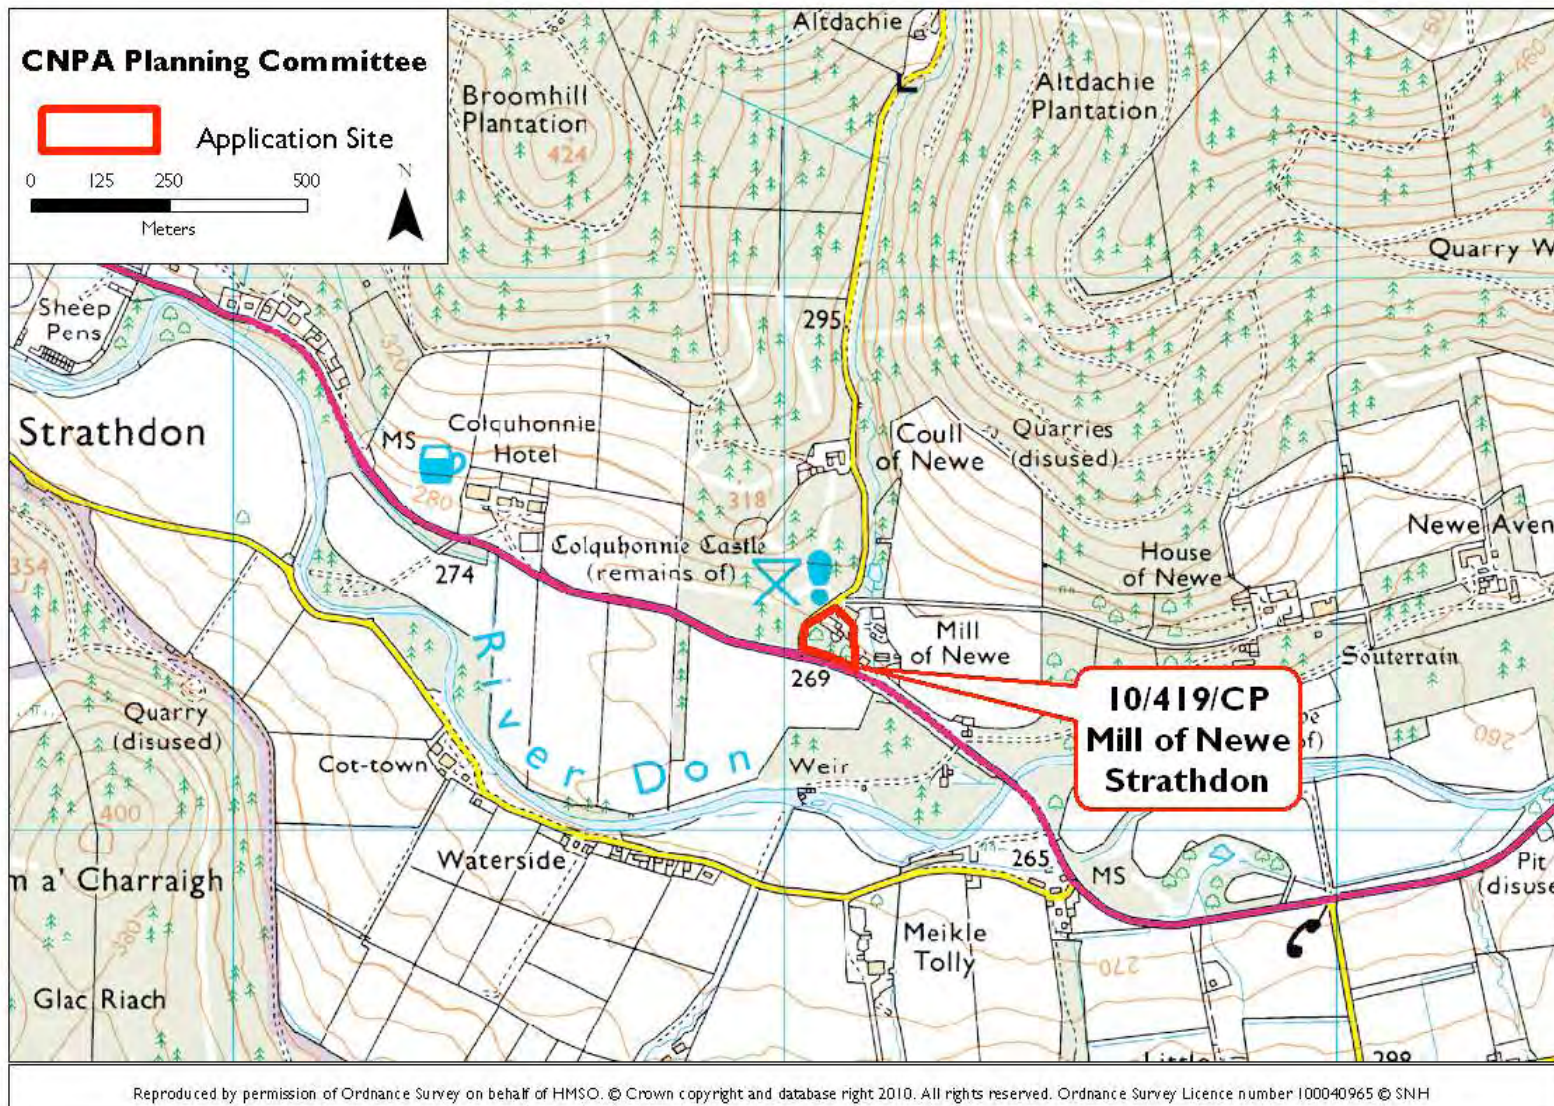 CNPA Planning Committee
Application Site
0 125 250 500
Meters
N
Altdachie
Broomhill
Plantation
424
Altdachie
Plantation
460
Quarry W
Sheep
Pens
320
295
Strathdon
MS
Colquhonnie
Hotel
280
Coull
of Newe
Quarries
(disused)
318
Newe Aven
House
of Newe
354
Colquhonnie Castle
(remains of)
274
Mill
of Newe
Souterrain
269
River Don
10/419/CP
Mill of Newe
Strathdon
260
Quarry
(disused)
Cot-town
Weir
400
Waterside
265
MS
Pit
(disuse
m a' Charraigh
380
Meikle
Tolly
270
Glac Riach
Little
298
Reproduced by permission of Ordnance Survey on behalf of HMSO. © Crown copyright and database right 2010. All rights reserved. Ordnance Survey Licence number 100040965 © SNH